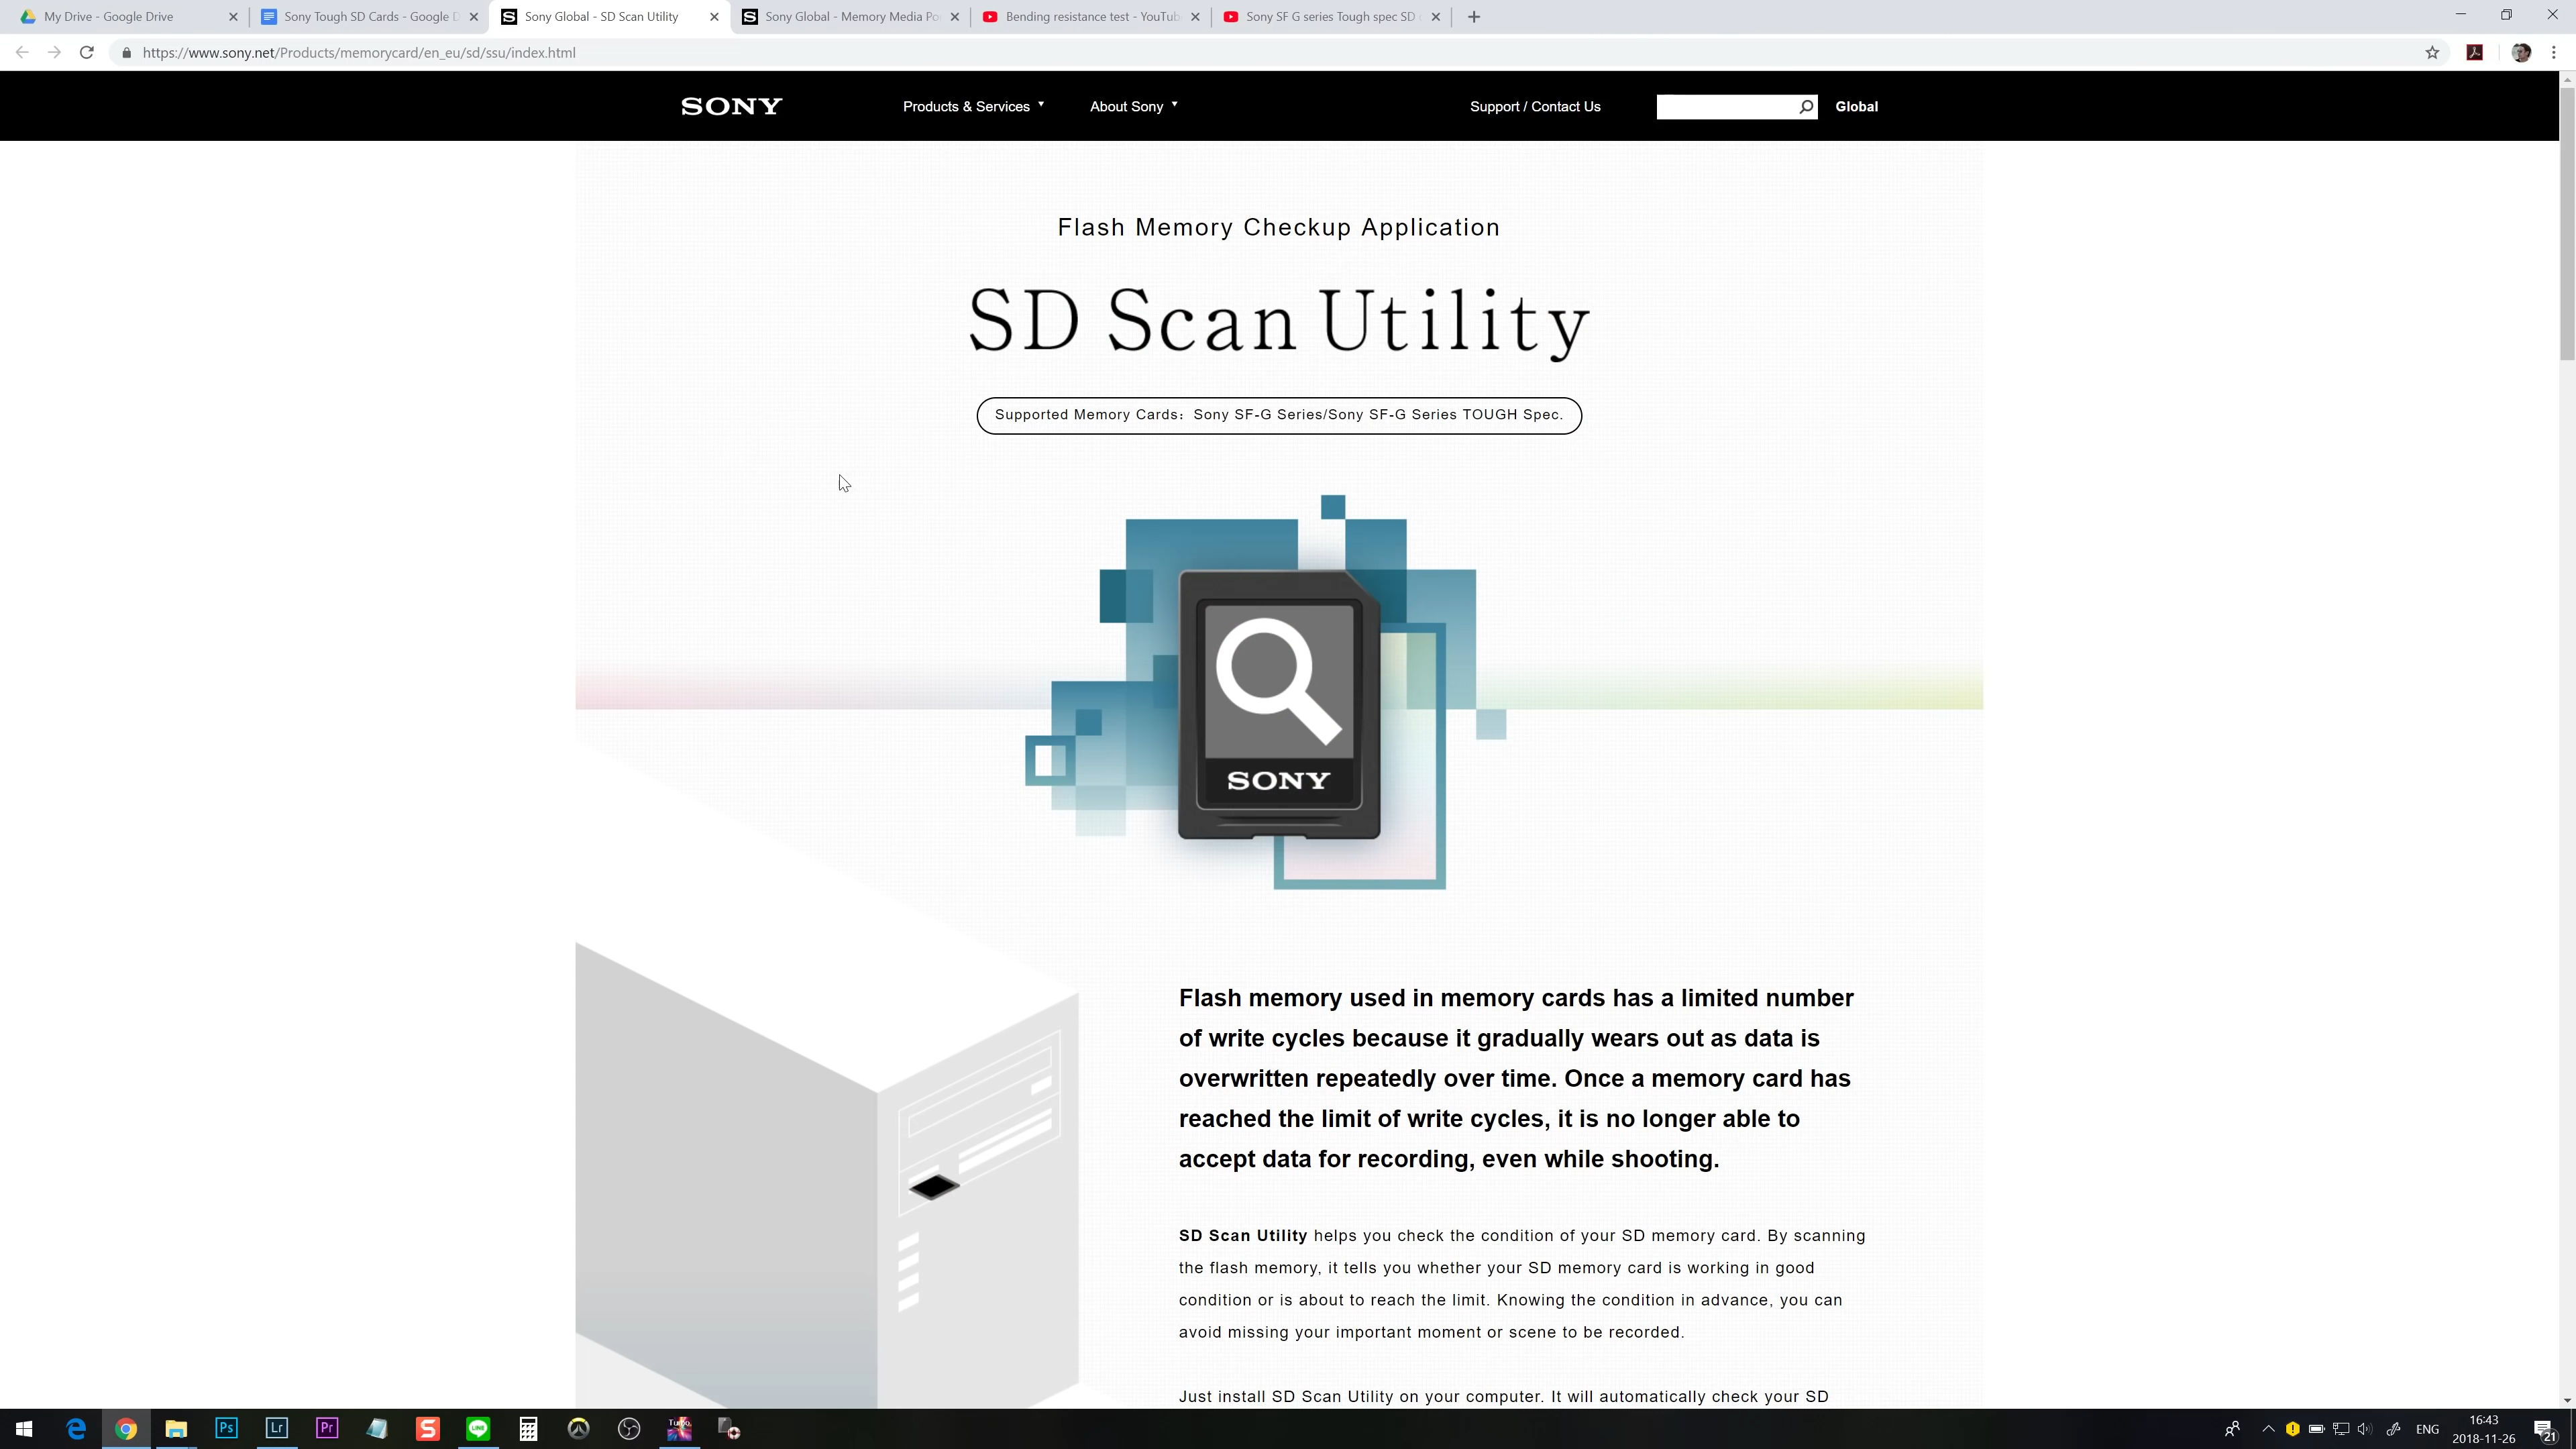 My Drive - Google Drive
Sony Tough SD Cards - Google D
Sony Global - SD Scan Utility
Sony Global - Memory Media Po
Bending resistance test - YouTub
Sony SF G series Tough spec SD
https://www.sony.net/Products/memorycard/en_eu/sd/ssu/index.html
SONY
Products & Services
About Sony
Support / Contact Us
Global
Flash Memory Checkup Application
SD Scan Utility
Supported Memory Cards: Sony SF-G Series/Sony SF-G Series TOUGH Spec.
SONY
Flash memory used in memory cards has a limited number
of write cycles because it gradually wears out as data is
overwritten repeatedly over time. Once a memory card has
reached the limit of write cycles, it is no longer able to
accept data for recording, even while shooting.
SD Scan Utility helps you check the condition of your SD memory card. By scanning
the flash memory, it tells you whether your SD memory card is working in good
condition or is about to reach the limit. Knowing the condition in advance, you can
avoid missing your important moment or scene to be recorded.
Just install SD Scan Utility on your computer. It will automatically check your SD
Ps
Lr
Pr
S
LINE
Turbo
ENG
16:43
2018-11-26
21